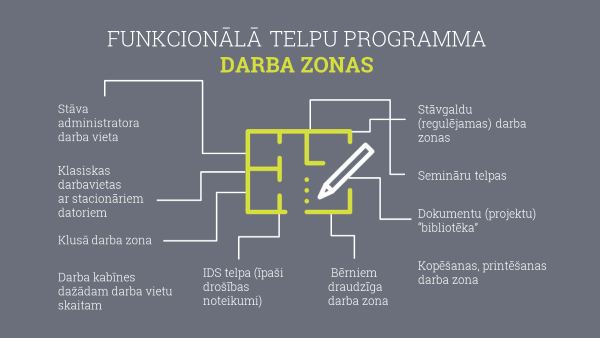 FUNKCIONĀLĀ TELPU PROGRAMMA
DARBA ZONAS
Stāva
administratora
darba vieta
Klasiskas
darbavietas
ar stacionāriem
datoriem
Klusā darba zona
Darba kabīnes
dažādam darba vietu
skaitam
IDS telpa (īpaši
drošības
noteikumi)
Bērniem
draudzīga
darba zona
Stāvgaldu
(regulējamas) darba
zonas
Semināru telpas
Dokumentu (projektu)
“bibliotēka”
Kopēšanas, printēšanas
darba zona